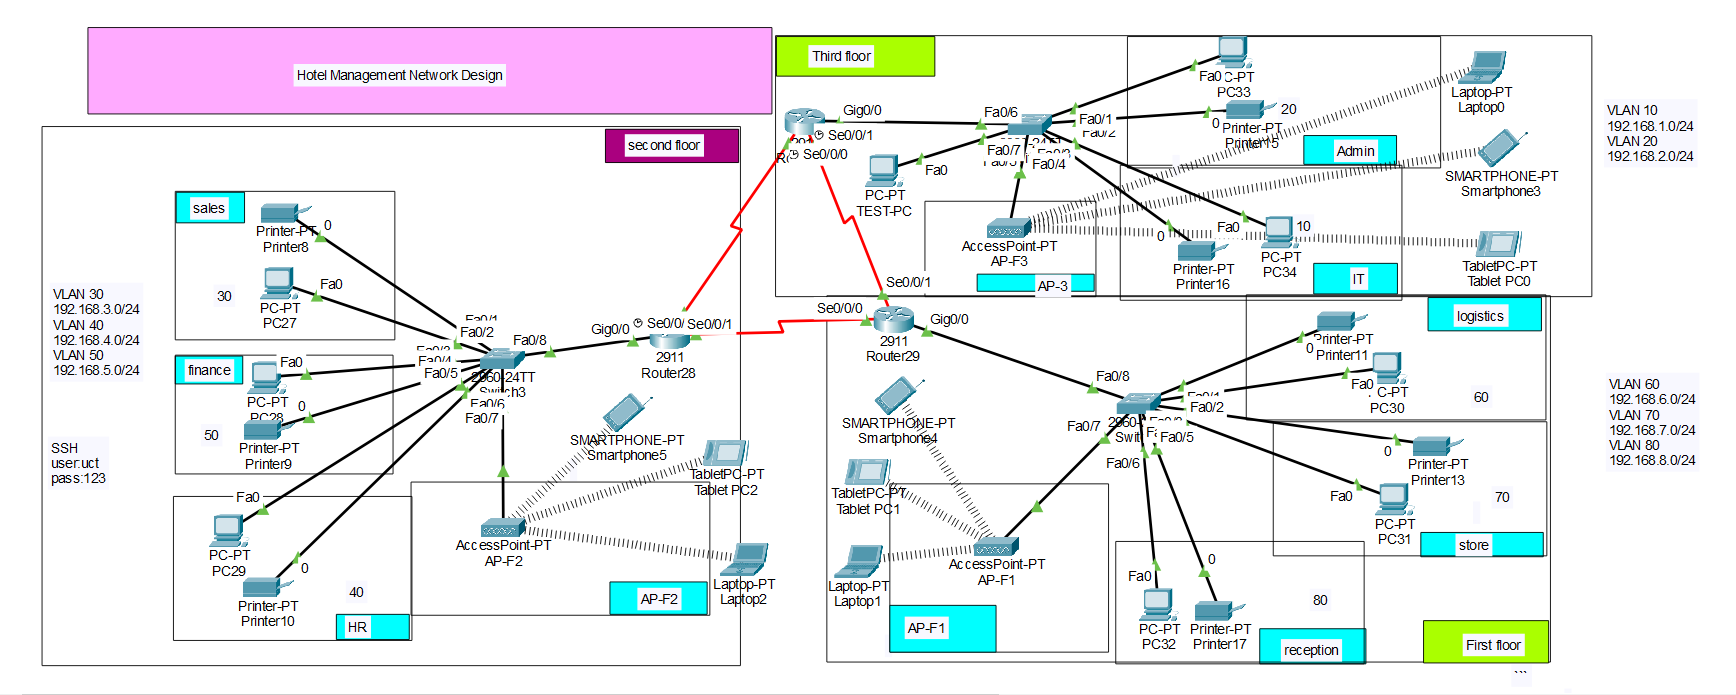 Hotel Management Network Design
second floor
sales
Printer-PT
Printer8
0
Fa0
PC-PT
PC27
30
VLAN 30
192.168.3.0/24
VLAN 40
192.168.4.0/24
VLAN 50
192.168.5.0/24
finance
Fa0
PC-PT
PC28
0
50
Printer-PT
Printer9
SSH
user:uct
pass:123
Fa0
PC-PT
PC29
0
Printer-PT
Printer10
40
HR
Fa0/1
Fa0/2
Fa0/4
Fa0/5
Fa0/6
Fa0/7
Fa0/8
2960-24TT
Switch3
Gig0/0
Se0/0/
Se0/0/1
2911
Router28
SMARTPHONE-PT
Smartphone5
TabletPC-PT
Tablet PC2
AccessPoint-PT
AP-F2
Laptop-PT
Laptop2
AP-F2
Third floor
Gig0/0
Se0/0/1
Se0/0/0
Fa0/6
Fa0/1
Fa0/2
Fa0/7
Fa0/4
Fa0
PC-PT
TEST-PC
Fa0
C-PT
PC33
20
0
Printer-PT
Printer15
Admin
Laptop-PT
Laptop0
SMARTPHONE-PT
Smartphone3
AccessPoint-PT
AP-F3
AP-3
0
Fa0
10
Printer-PT
Printer16
PC-PT
PC34
IT
TabletPC-PT
Tablet PC0
VLAN 10
192.168.1.0/24
VLAN 20
192.168.2.0/24
Se0/0/1
Se0/0/0
Gig0/0
2911
Router29
logistics
0
Printer-PT
Printer11
Fa0
C-PT
PC30
60
Fa0/8
Fa0/2
Fa0/7
Fa0/5
Fa0/6
SMARTPHONE-PT
Smartphone4
TabletPC-PT
Tablet PC1
Laptop-PT
Laptop1
AccessPoint-PT
AP-F1
AP-F1
0
Printer-PT
Printer13
70
Fa0
PC-PT
PC31
store
Fa0
PC-PT
PC32
0
Printer-PT
Printer17
80
reception
First floor
VLAN 60
192.168.6.0/24
VLAN 70
192.168.7.0/24
VLAN 80
192.168.8.0/24